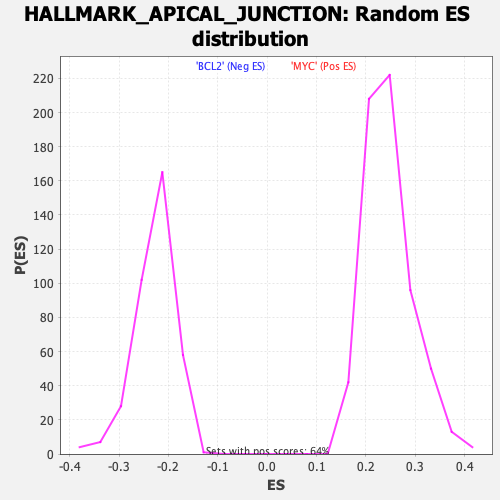 HALLMARK_APICAL_JUNCTION: Random ES
distribution
'BCL2' (Neg ES) 'MYC' (Pos ES)
220
200
180
160
140
120
100
80
60
40
20
0
P(ES)
Sets with pos scores: 64%
-0.4 -0.3 -0.2 -0.1 0.0 0.1 0.2 0.3 0.4
ES